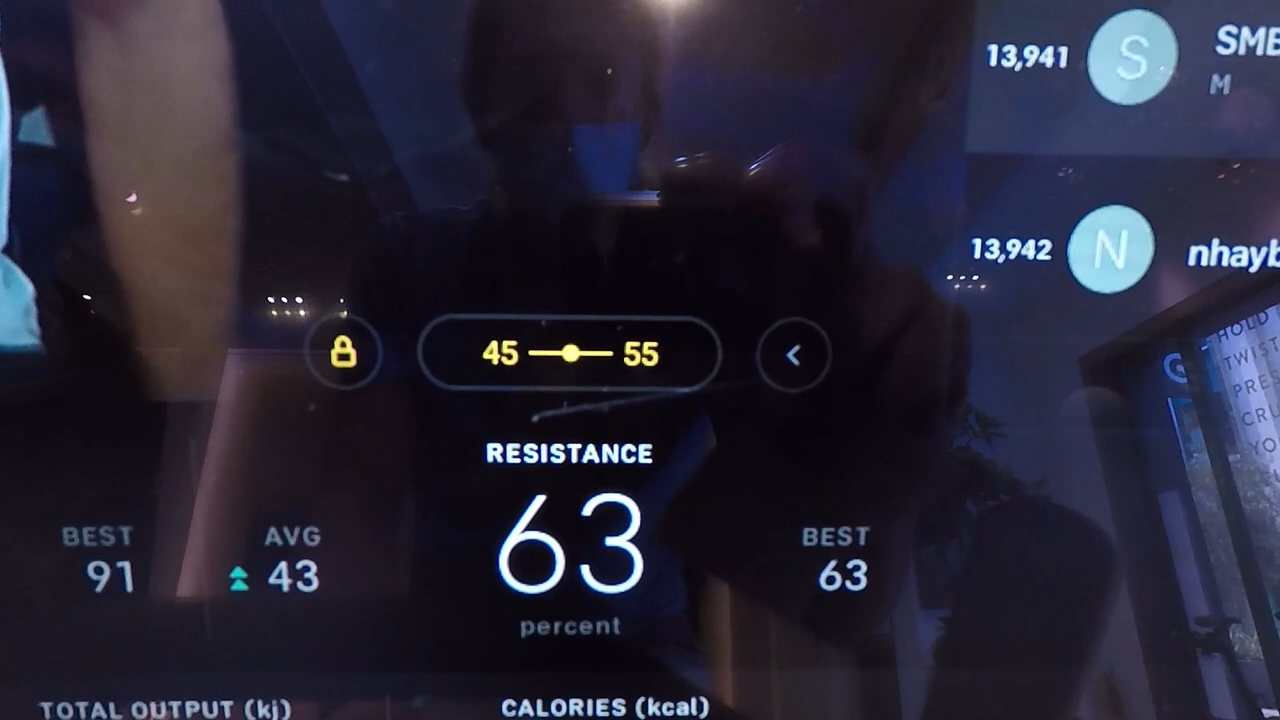 13,941 S SME
M
13,942 N nhayb
45 55
RESISTANCE
63
percent
BEST
91
AVG
43
BEST
63
TOTAL OUTPUT (kj)
CALORIES (kcal)
HOLD
TWIST
PRES
CRU
YO
G